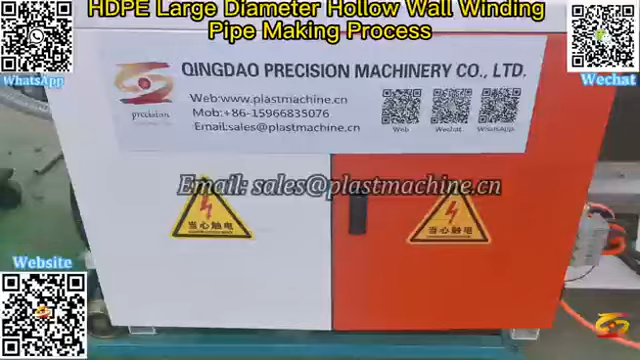 HDPE Large Diameter Hollow Wall Winding
Pipe Making Process
WhatsApp
Wechat
QINGDAO PRECISION MACHINERY CO., LTD.
precision
Web:www.plastmachine.cn
Mob:+86-15966835076
Email:sales@plastmachine.cn
Web
Wechat
WhatsApp
Email: sales@plastmachine.cn
当心触电
当心触电
Website